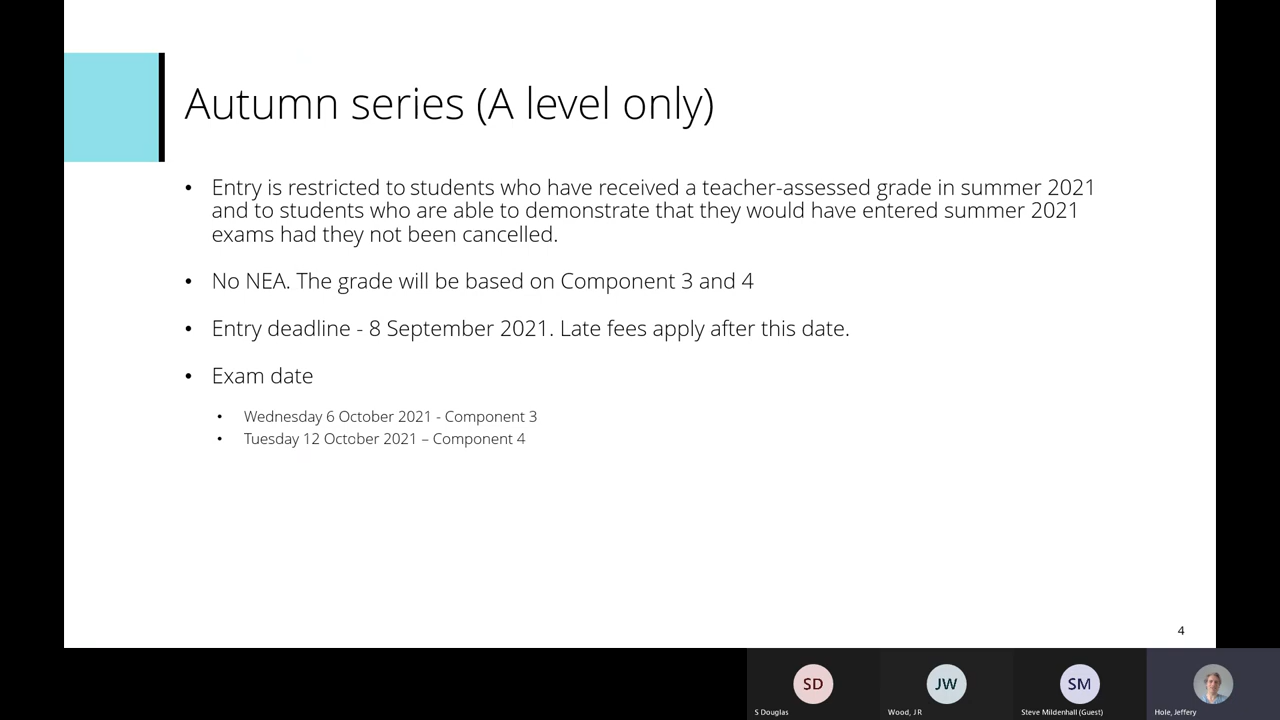 Autumn series (A level only)
• Entry is restricted to students who have received a teacher-assessed grade in summer 2021
and to students who are able to demonstrate that they would have entered summer 2021
exams had they not been cancelled.
• No NEA. The grade will be based on Component 3 and 4
• Entry deadline - 8 September 2021. Late fees apply after this date.
• Exam date
• Wednesday 6 October 2021 - Component 3
• Tuesday 12 October 2021 – Component 4
4
SD
JW
SM
S Douglas
Wood, JR
Steve Mildenhall (Guest)
Hole, Jeffery